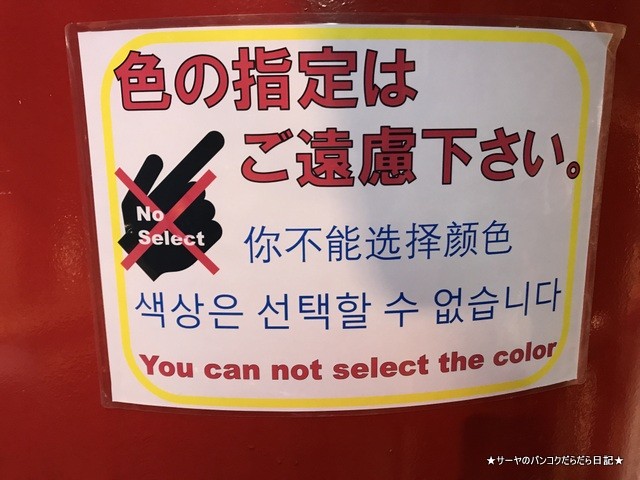 色の指定は
ご遠慮下さい。
No
Select
你不能选择颜色
색상은 선택할 수 없습니다
You can not select the color
★サーヤのバンコクだらだら日記★